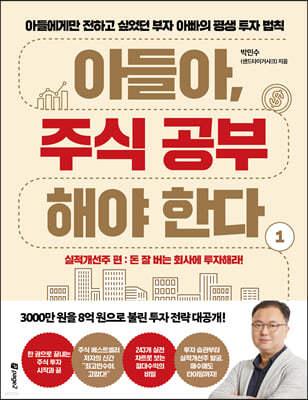 아들에게만 전하고 싶었던 부자 아빠의 평생 투자 법칙
박민수
(샌드타이거샤크) 지음
아들아,
주식 공부
해야 한다
1
실적개선주 편 : 돈 잘 버는 회사에 투자해라!
3000만 원을 8억 원으로 불린 투자 전략 대공개!
한 권으로 끝내는
주식 투자
시작과 끝
주식 베스트셀러
저자의 신간
"최고민수의,
고맙다"
243개 실전
차트로 보는
절대수익의
비밀
투자 습관부터
실적개선주 발굴,
매수매도
타이밍까지!
page2